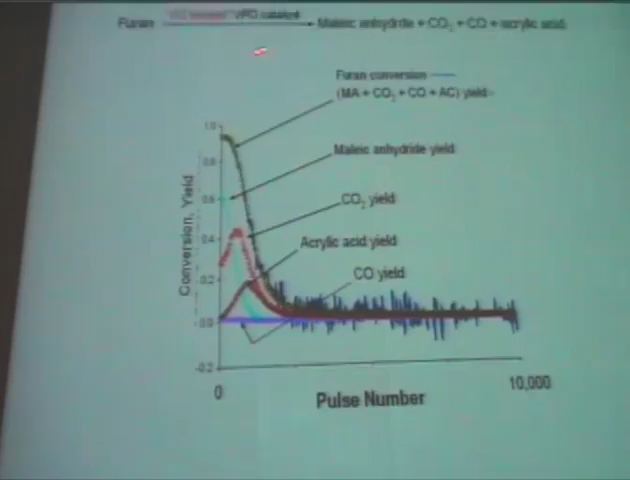 Furan VPO catalyst Maleic anhydride + CO₂ + CO + acrylic acid
Furan conversion
(MA + CO₂ + CO + AC) yield
1.0
Maleic anhydride yield
0.8
0.6
CO₂ yield
0.4
Acrylic acid yield
CO yield
0.2
0.0
-0.2
Conversion, Yield
0
10,000
Pulse Number